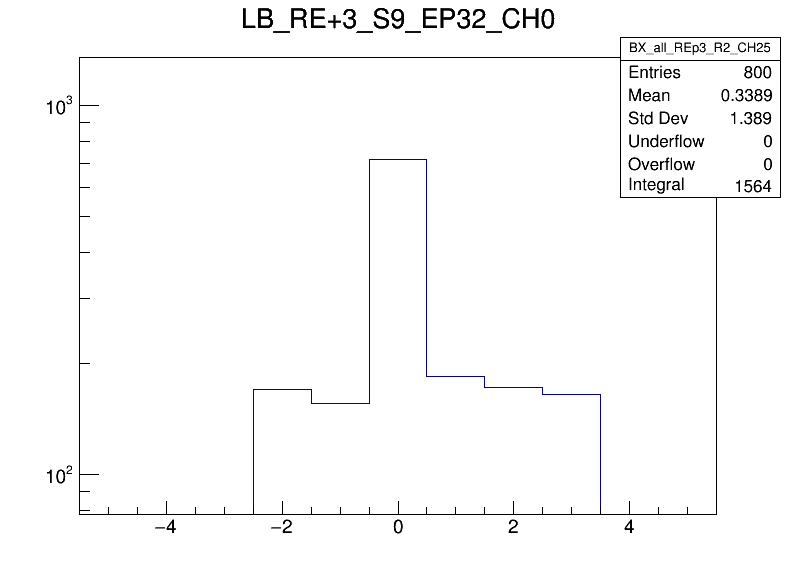 LB_RE+3_S9_EP32_CH0
BX_all_REp3_R2_CH25
Entries 800
Mean 0.3389
Std Dev 1.389
Underflow 0
Overflow 0
Integral 1564
10³
10²
−4 −2 0 2 4